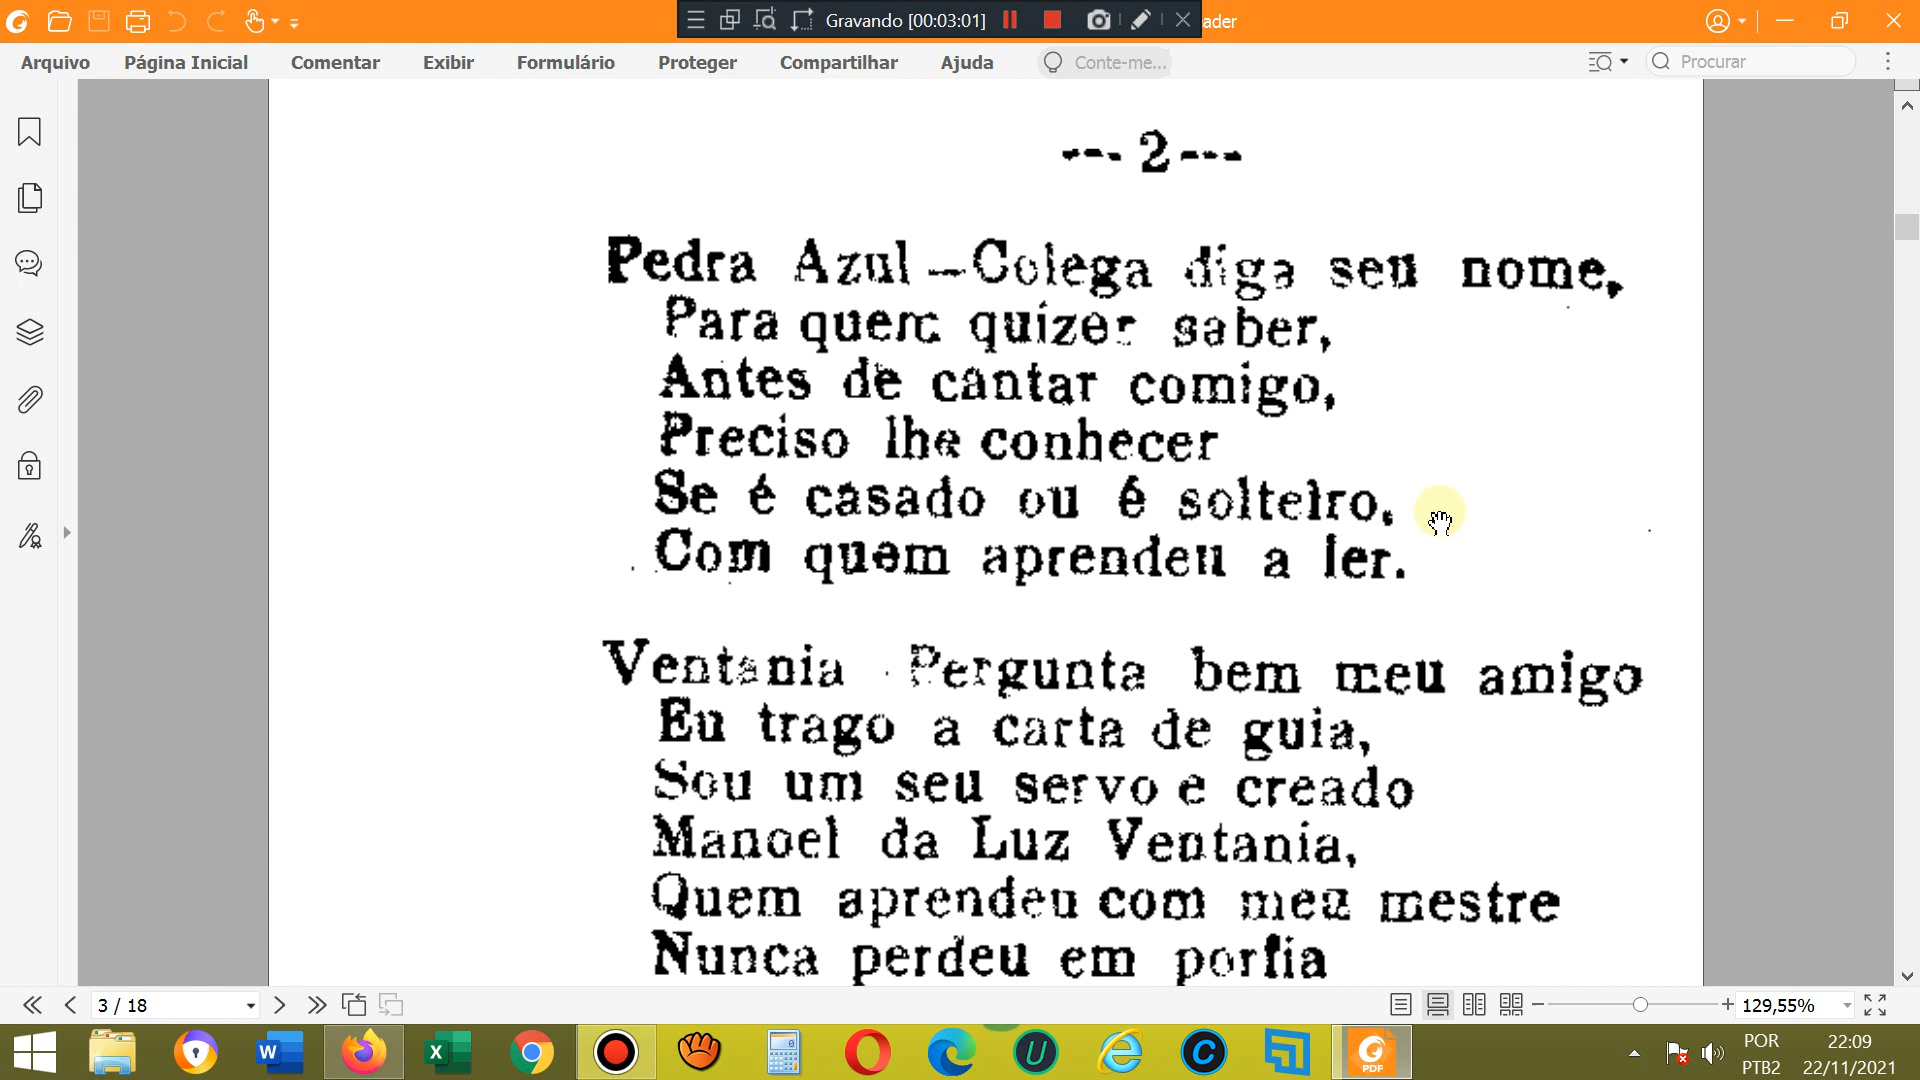 Gravando [00:03:01]
ader
Arquivo Página Inicial Comentar Exibir Formulário Proteger Compartilhar Ajuda Conte-me... Procurar
--- 2 ---
Pedra Azul —Colega diga seu nome,
Para quem quizer saber,
Antes de cantar comigo,
Preciso lhe conhecer
Se é casado ou é solteiro,
Com quem aprendeu a ler.
Ventania Pergunta bem meu amigo
Eu trago a carta de guia,
Sou um seu servo e creado
Manoel da Luz Ventania,
Quem aprendeu com meu mestre
Nunca perdeu em porfia
3 / 18
129,55%
POR
PTB2
22:09
22/11/2021